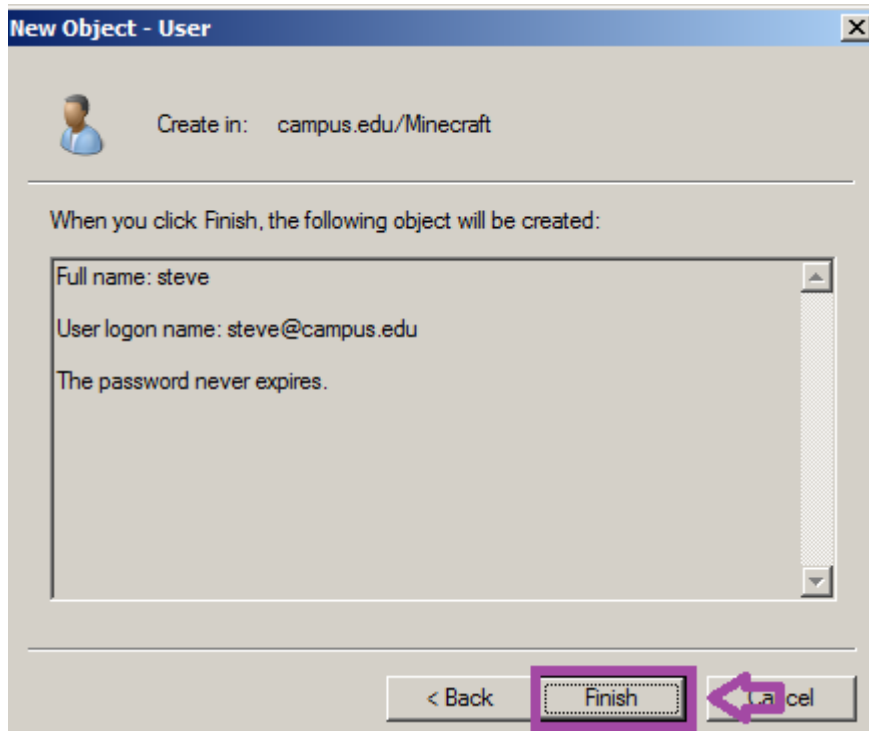 New Object - User
Create in: campus.edu/Minecraft
When you click Finish, the following object will be created:
Full name: steve
User logon name: steve@campus.edu
The password never expires.
< Back Finish Cancel